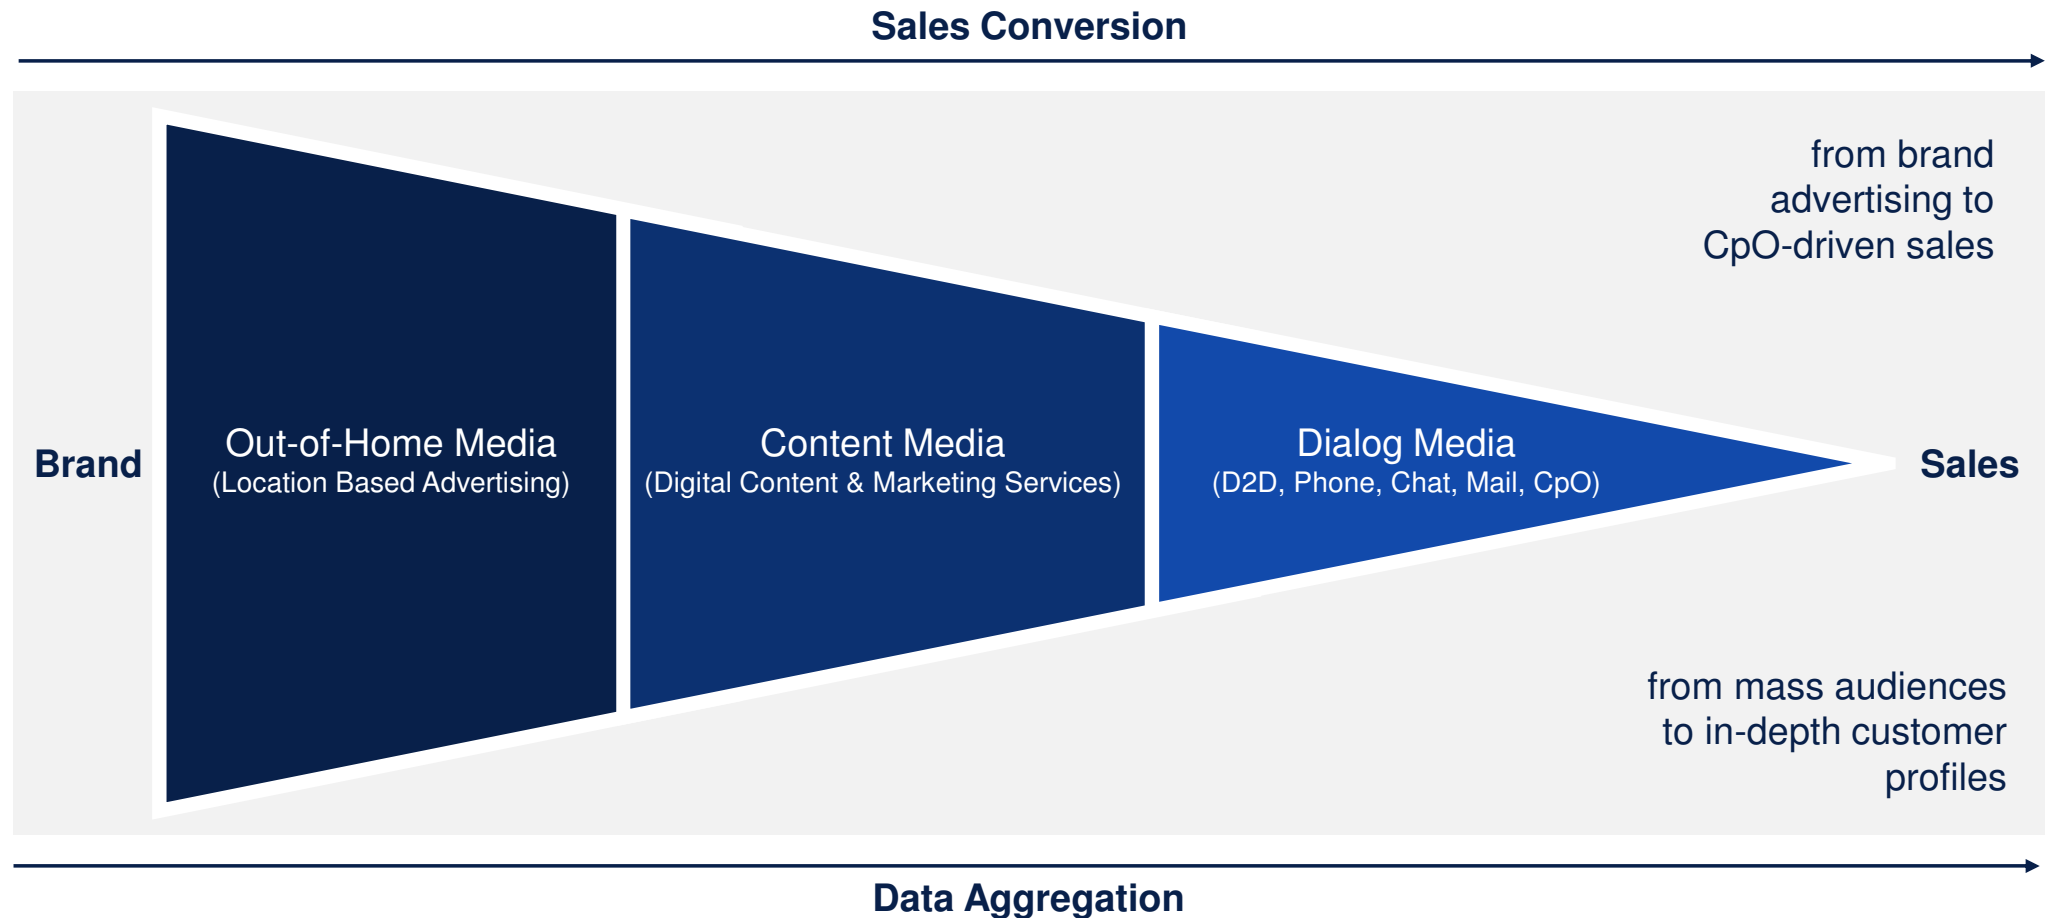 Sales Conversion
from brand
advertising to
CpO-driven sales
Brand
Out-of-Home Media
(Location Based Advertising)
Content Media
(Digital Content & Marketing Services)
Dialog Media
(D2D, Phone, Chat, Mail, CpO)
Sales
from mass audiences
to in-depth customer
profiles
Data Aggregation